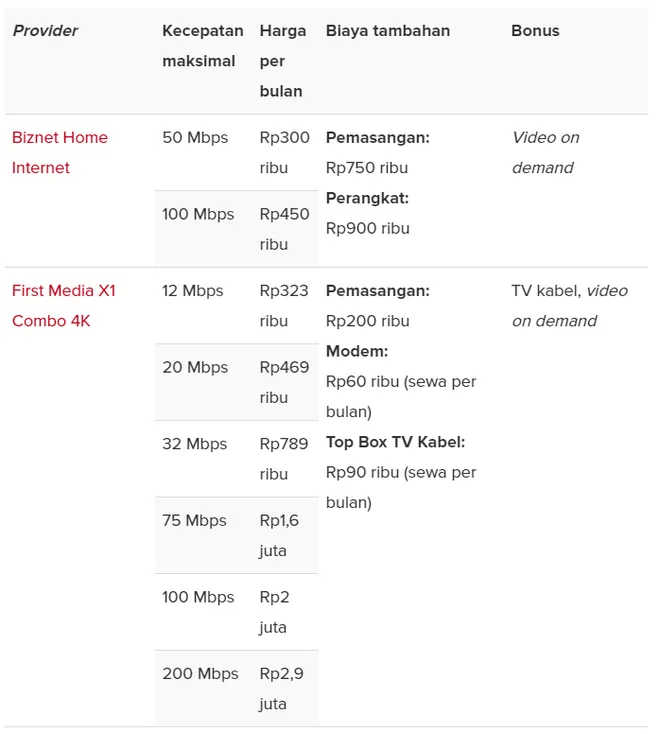 Provider Kecepatan Harga Biaya tambahan Bonus
maksimal per
bulan
Biznet Home 50 Mbps Rp300 Pemasangan: Video on
Internet ribu Rp750 ribu demand
Perangkat:
100 Mbps Rp450 Rp900 ribu
ribu
First Media X1 12 Mbps Rp323 Pemasangan: TV kabel, video
Combo 4K ribu Rp200 ribu on demand
Modem:
20 Mbps Rp469 Rp60 ribu (sewa per
ribu bulan)
32 Mbps Rp789 Top Box TV Kabel:
ribu Rp90 ribu (sewa per
bulan)
75 Mbps Rp1,6
juta
100 Mbps Rp2
juta
200 Mbps Rp2,9
juta